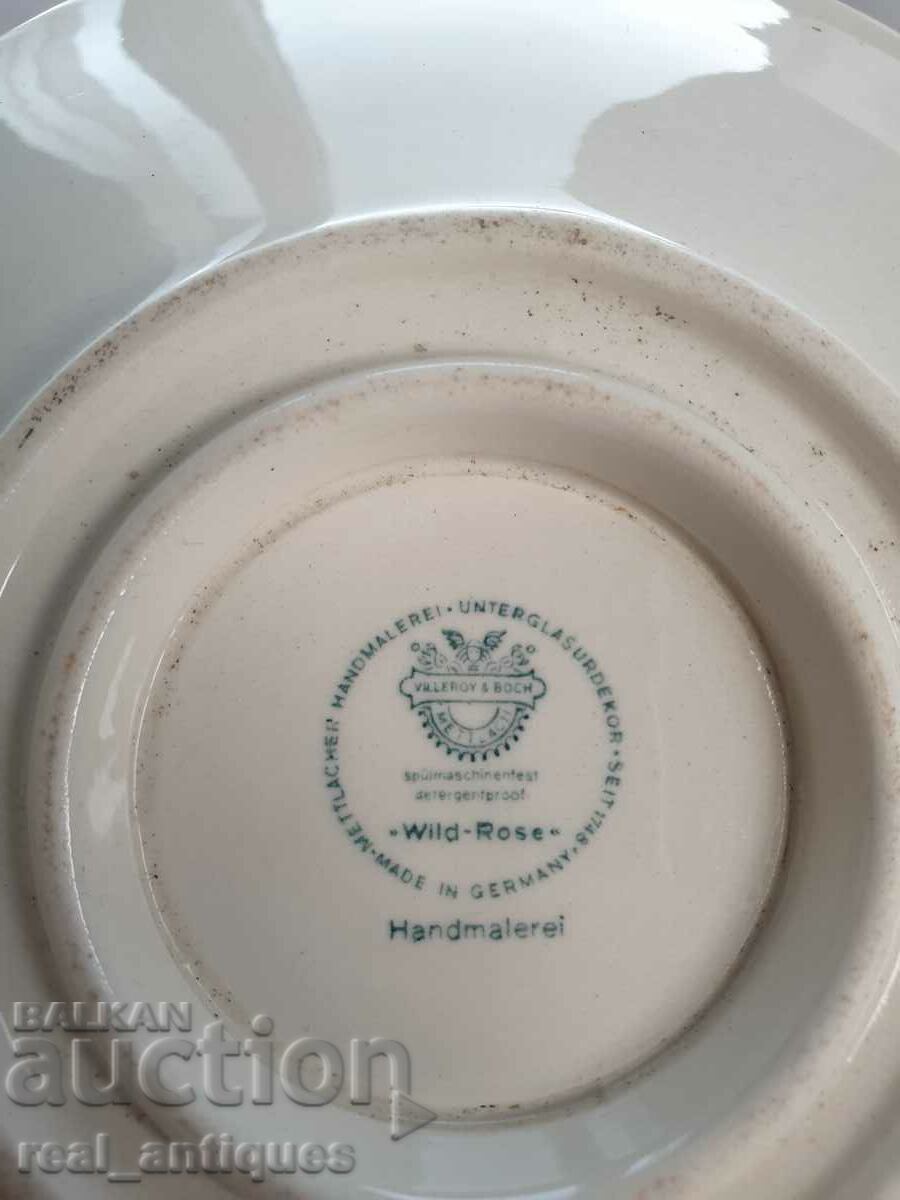 METTLACHER HANDMALEREI · UNTERGLASURDEKOR · SEIT 1748 ·
VILLEROY & BOCH
METTLACH
spülmaschinenfest
detergentproof
»Wild-Rose«
MADE IN GERMANY
Handmalerei
BALKAN
auction
real_antiques